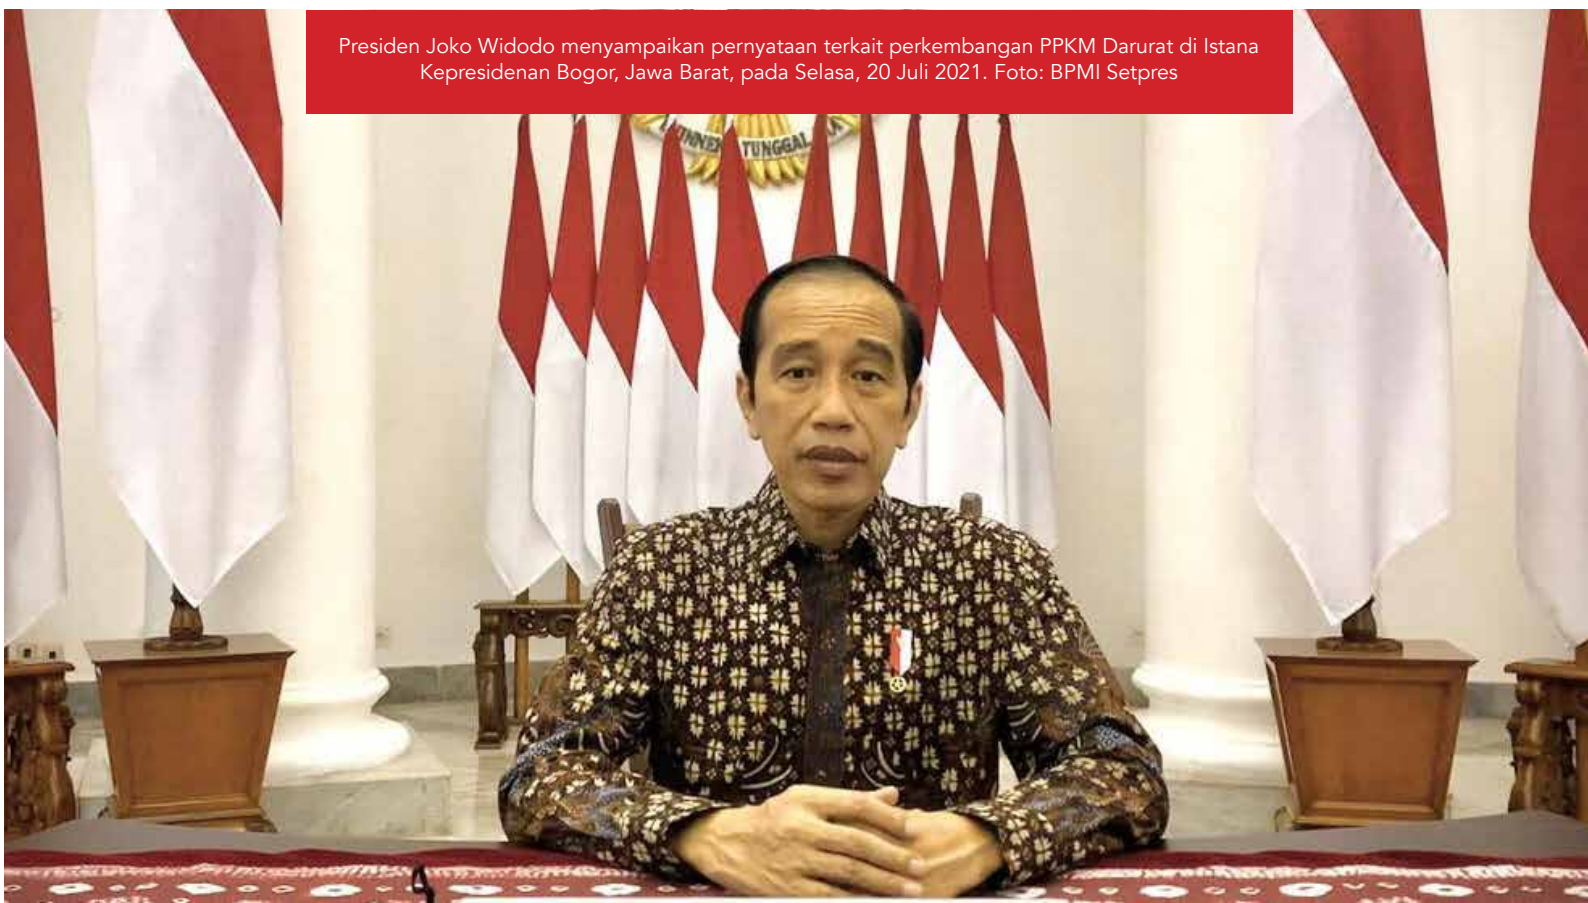 Presiden Joko Widodo menyampaikan pernyataan terkait perkembangan PPKM Darurat di Istana
Kepresidenan Bogor, Jawa Barat, pada Selasa, 20 Juli 2021. Foto: BPMI Setpres
TUNGGAL